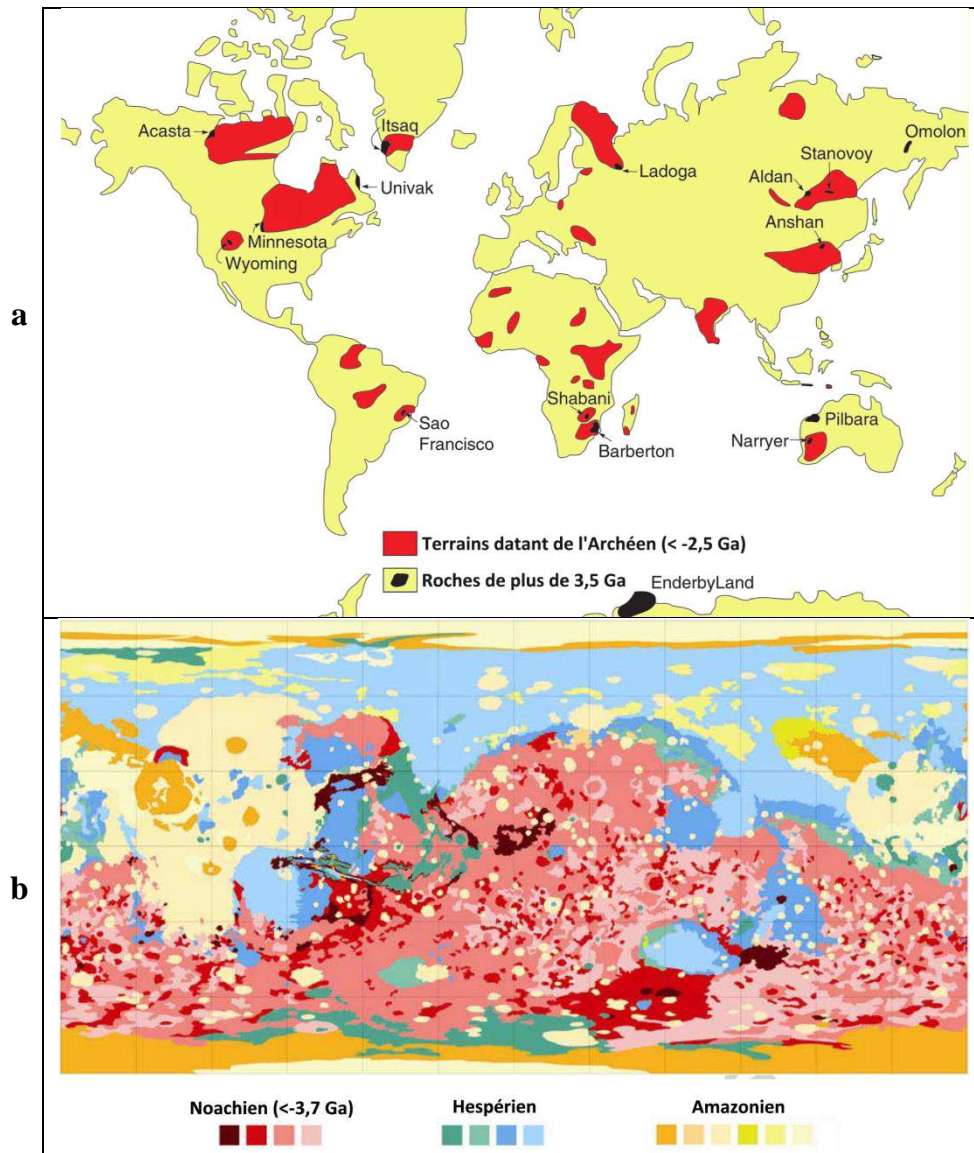 a
Acasta
Itsaq
Univak
Minnesota
Wyoming
Ladoga
Omolon
Stanovoy
Aldan
Anshan
Shabani
Sao
Francisco
Barberton
Pilbara
Narryer
Terrains datant de l'Archéen (< -2,5 Ga)
Roches de plus de 3,5 Ga
EnderbyLand
b
Noachien (<-3,7 Ga)
Hespérien
Amazonien